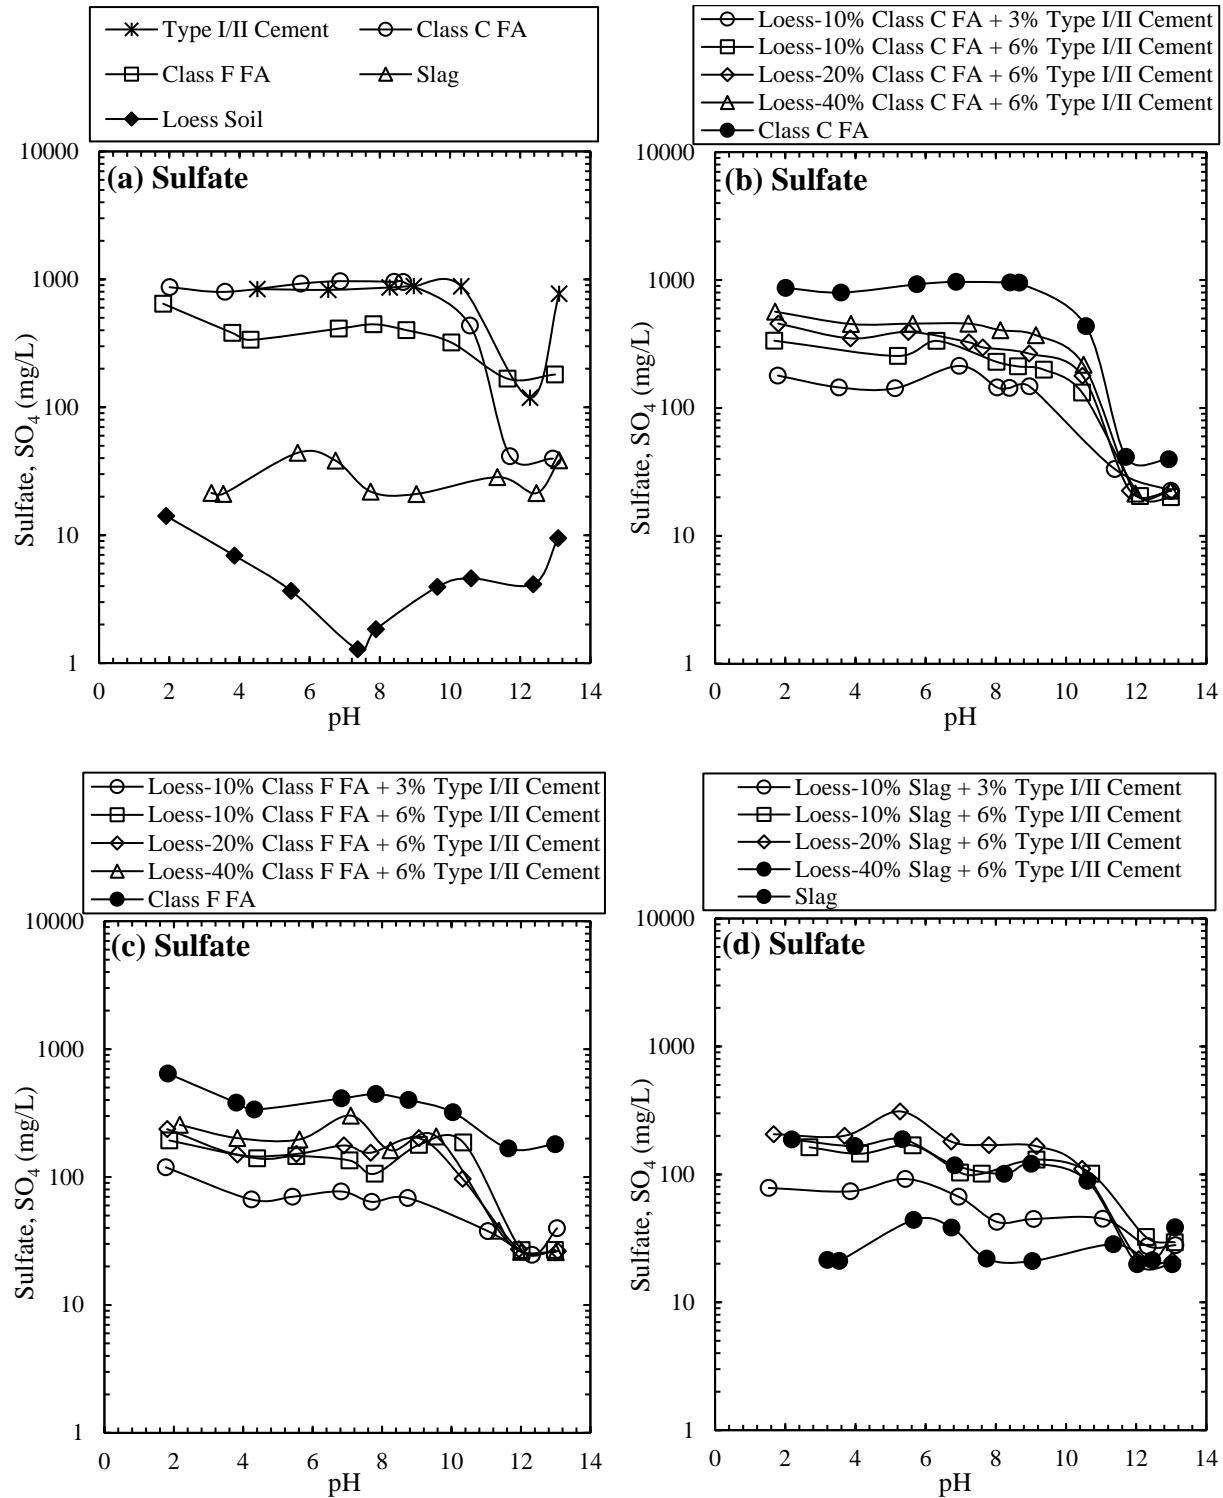 Type I/II Cement Class C FA
Class F FA Slag
Loess Soil
(a) Sulfate
10000
1000
100
10
1
0 2 4 6 8 10 12 14
pH
Sulfate, SO4 (mg/L)
Loess-10% Class C FA + 3% Type I/II Cement
Loess-10% Class C FA + 6% Type I/II Cement
Loess-20% Class C FA + 6% Type I/II Cement
Loess-40% Class C FA + 6% Type I/II Cement
Class C FA
(b) Sulfate
10000
1000
100
10
1
0 2 4 6 8 10 12 14
pH
Sulfate, SO4 (mg/L)
Loess-10% Class F FA + 3% Type I/II Cement
Loess-10% Class F FA + 6% Type I/II Cement
Loess-20% Class F FA + 6% Type I/II Cement
Loess-40% Class F FA + 6% Type I/II Cement
Class F FA
(c) Sulfate
10000
1000
100
10
1
0 2 4 6 8 10 12 14
pH
Sulfate, SO4 (mg/L)
Loess-10% Slag + 3% Type I/II Cement
Loess-10% Slag + 6% Type I/II Cement
Loess-20% Slag + 6% Type I/II Cement
Loess-40% Slag + 6% Type I/II Cement
Slag
(d) Sulfate
10000
1000
100
10
1
0 2 4 6 8 10 12 14
pH
Sulfate, SO4 (mg/L)